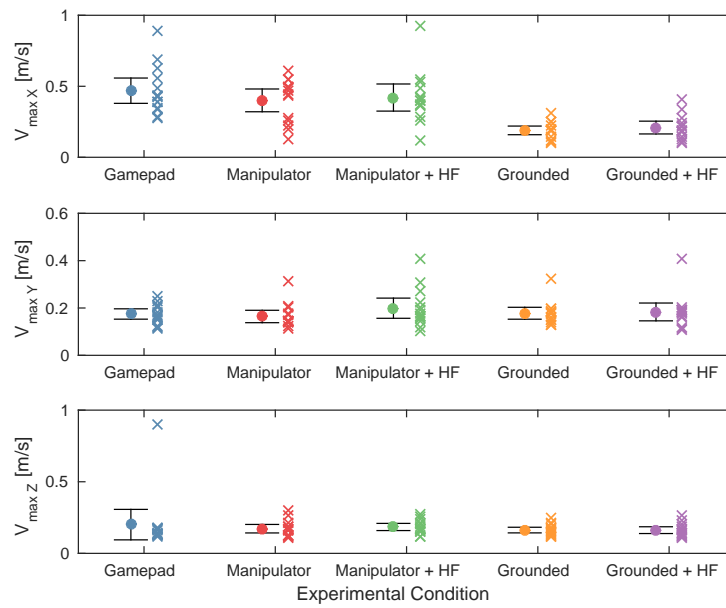 V max X [m/s]
1
0.5
0
Gamepad Manipulator Manipulator + HF Grounded Grounded + HF
V max Y [m/s]
0.6
0.4
0.2
0
Gamepad Manipulator Manipulator + HF Grounded Grounded + HF
V max Z [m/s]
1
0.5
0
Gamepad Manipulator Manipulator + HF Grounded Grounded + HF
Experimental Condition